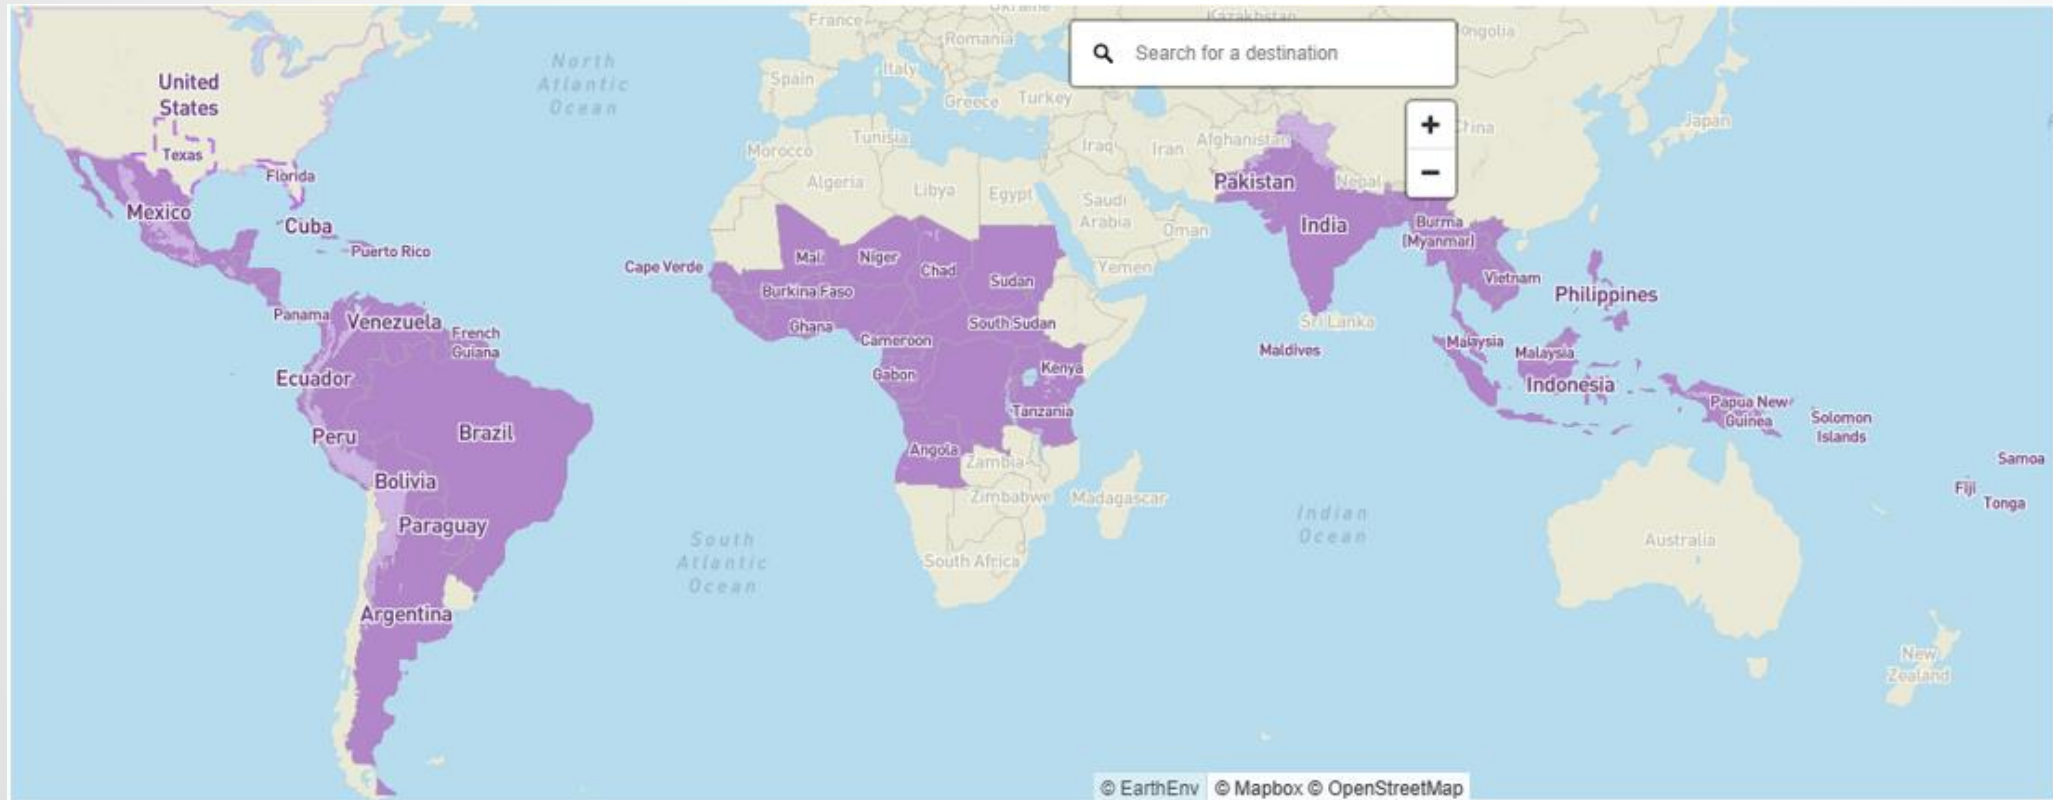 France
Ukraine
Kazakhstan
Mongolia
Romania
Italy
Spain
Greece
Turkey
Search for a destination
+
−
China
Japan
North
Atlantic
Ocean
United
States
Texas
Florida
Mexico
Cuba
Puerto Rico
Tunisia
Morocco
Algeria
Libya
Egypt
Iraq
Iran
Afghanistan
Saudi
Arabia
Oman
Yemen
Pakistan
Nepal
India
Burma
[Myanmar]
Vietnam
Philippines
Sri Lanka
Maldives
Malaysia
Malaysia
Indonesia
Papua New
Guinea
Solomon
Islands
Samoa
Fiji
Tonga
Cape Verde
Mali
Niger
Chad
Sudan
Burkina Faso
Ghana
South Sudan
Cameroon
Gabon
Kenya
Tanzania
Angola
Zambia
Zimbabwe
Madagascar
South Africa
Panama
Venezuela
French
Guiana
Ecuador
Peru
Brazil
Bolivia
Paraguay
Argentina
South
Atlantic
Ocean
Indian
Ocean
Australia
New
Zealand
© EarthEnv © Mapbox © OpenStreetMap